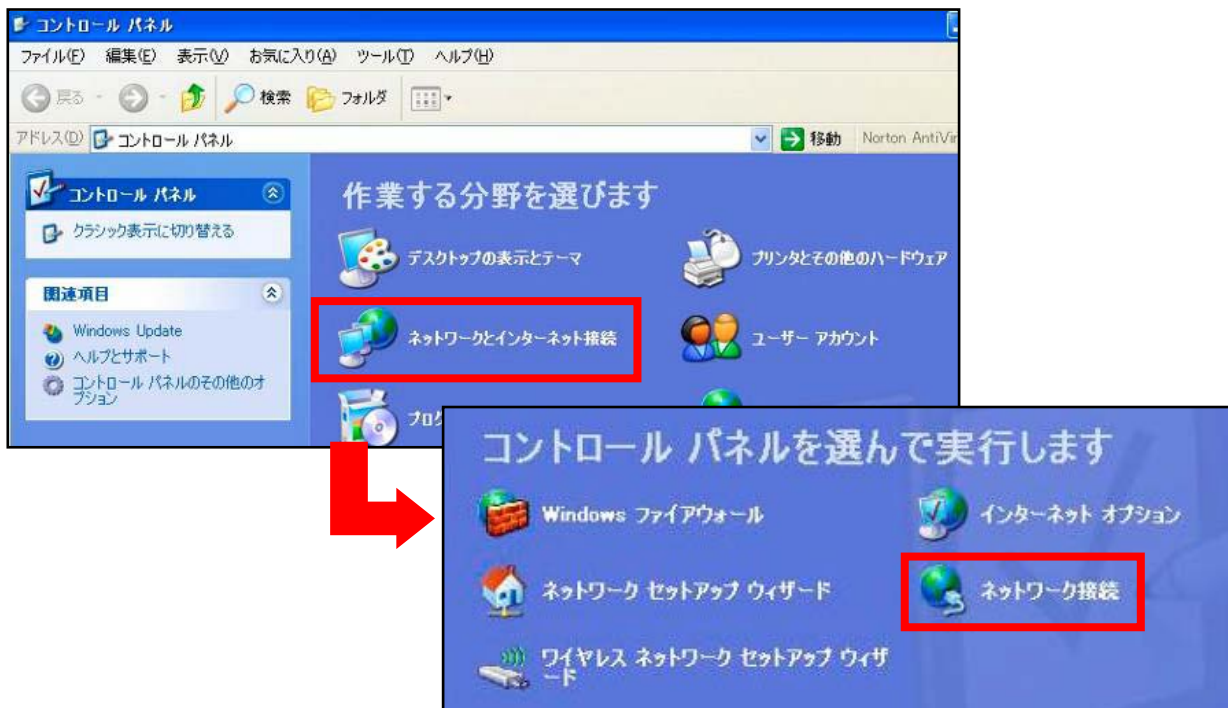 コントロール パネル
ファイル(F) 編集(E) 表示(V) お気に入り(A) ツール(T) ヘルプ(H)
戻る 検索 フォルダ
アドレス(D) コントロール パネル 移動 Norton
コントロール パネル
クラシック表示に切り替える
関連項目
Windows Update
ヘルプとサポート
コントロール パネルのその他のオ
プション
作業する分野を選びます
デスクトップの表示とテーマ
プリンタとその他のハードウェア
ネットワークとインターネット接続
ユーザー アカウント
コントロール パネルを選んで実行します
Windows ファイアウォール
インターネット オプション
ネットワーク セットアップ ウィザード
ネットワーク接続
ワイヤレス ネットワーク セットアップ ウィザ
ード